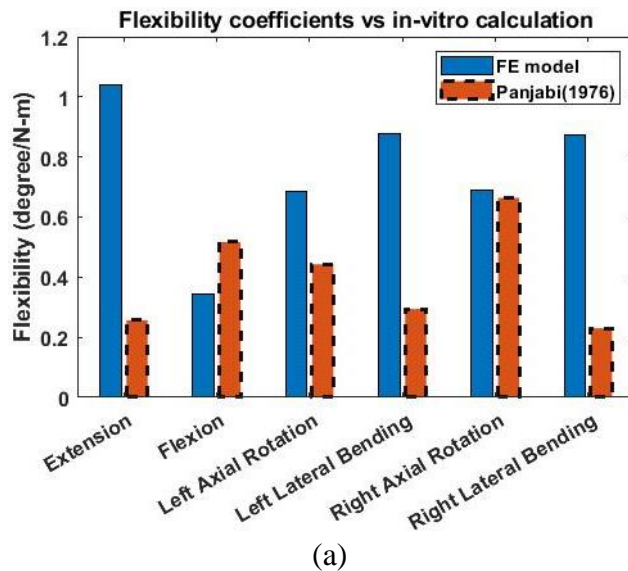 Flexibility coefficients vs in-vitro calculation
FE model
Panjabi(1976)
Flexibility (degree/N-m)
1.2
1
0.8
0.6
0.4
0.2
0
Extension
Flexion
Left Axial Rotation
Left Lateral Bending
Right Axial Rotation
Right Lateral Bending
(a)